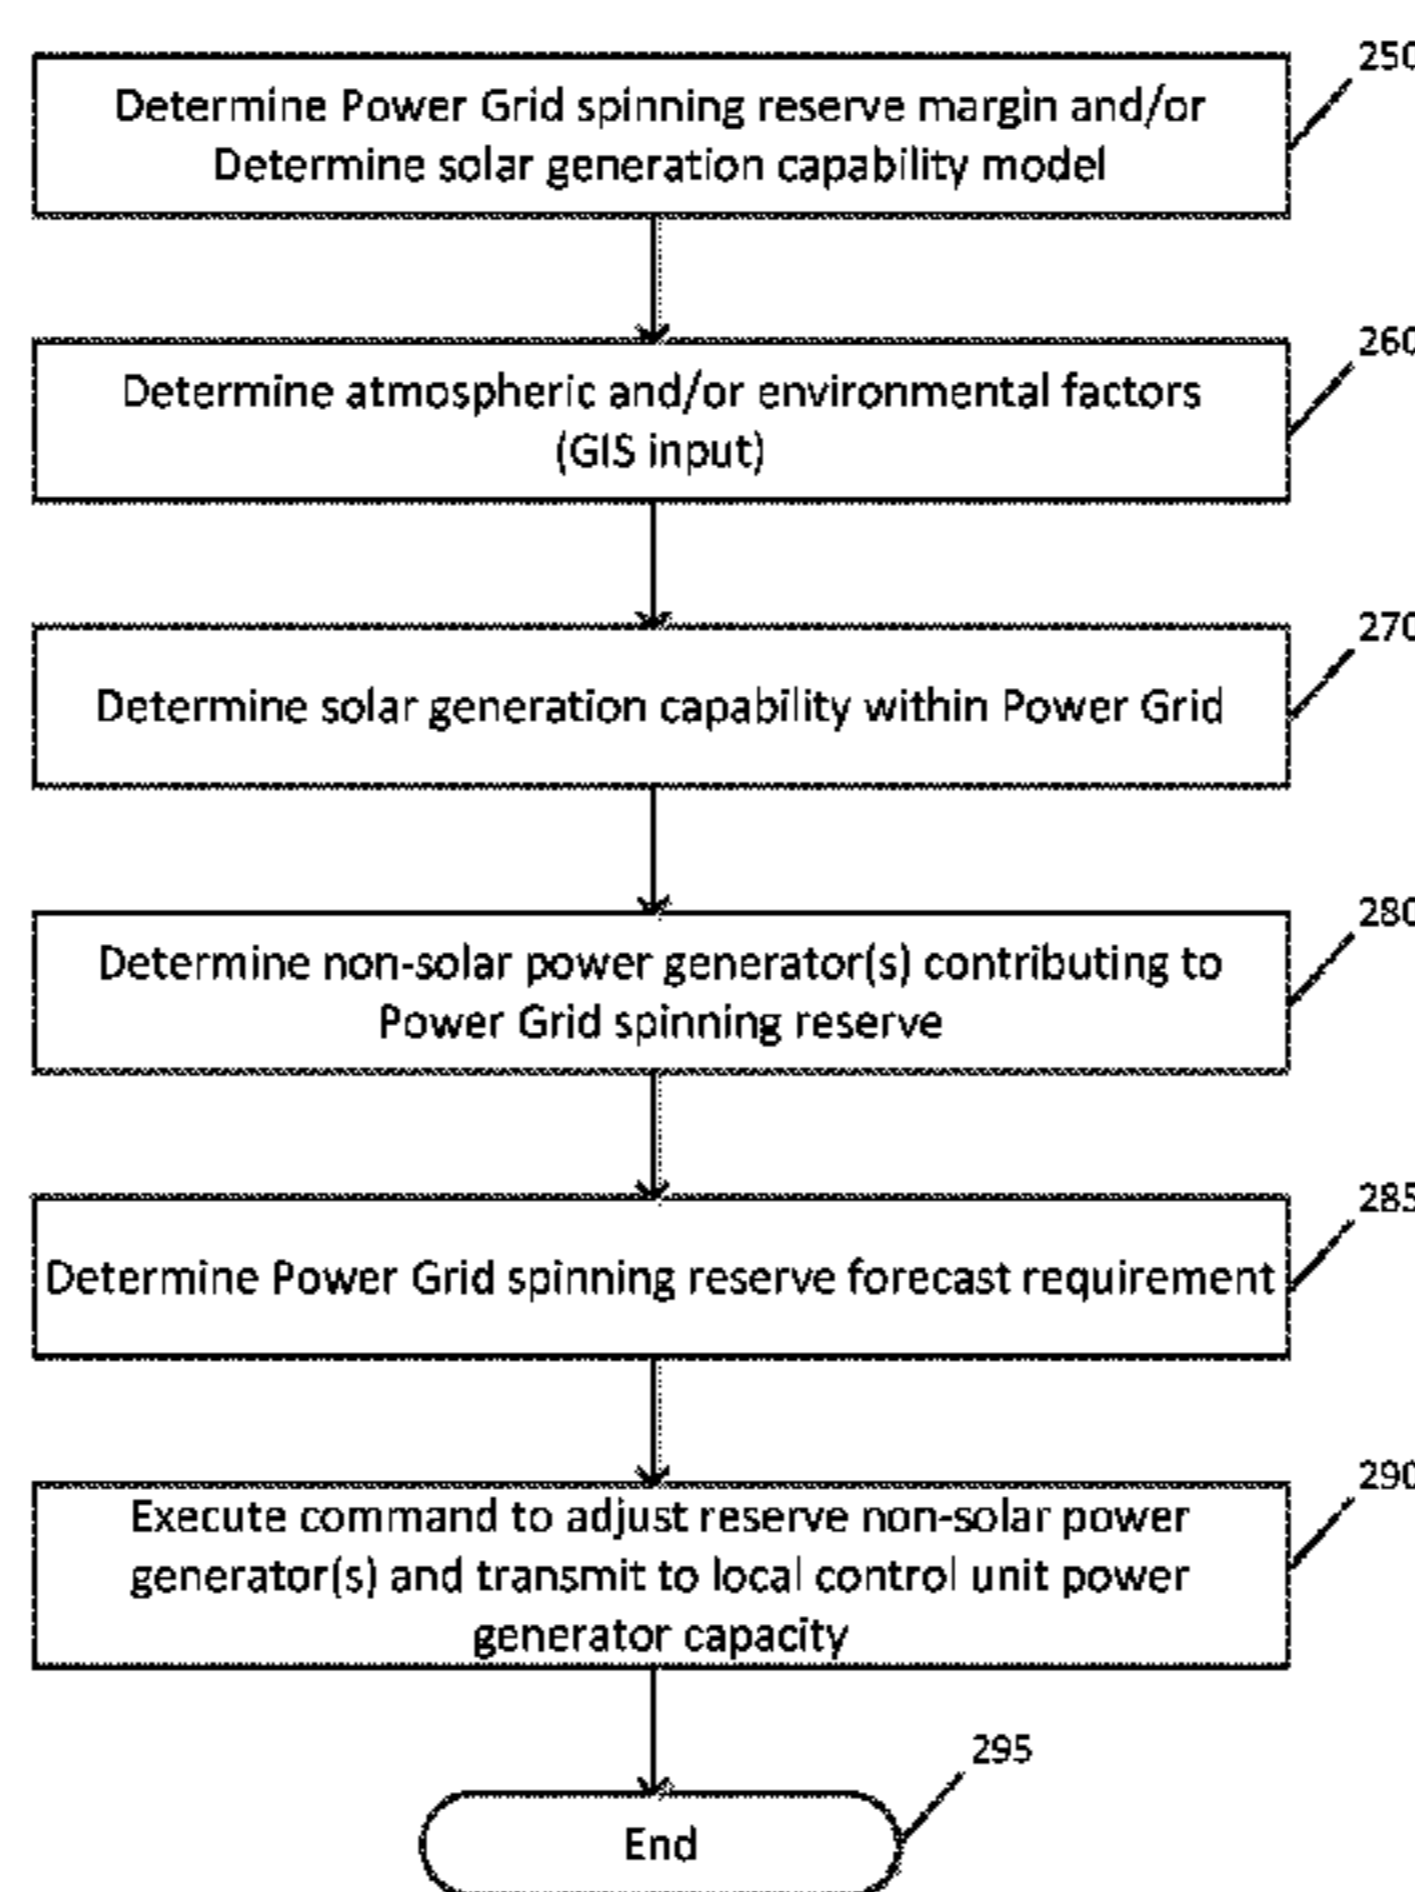 250
Determine Power Grid spinning reserve margin and/or
Determine solar generation capability model
260
Determine atmospheric and/or environmental factors
(GIS input)
270
Determine solar generation capability within Power Grid
280
Determine non-solar power generator(s) contributing to
Power Grid spinning reserve
285
Determine Power Grid spinning reserve forecast requirement
290
Execute command to adjust reserve non-solar power
generator(s) and transmit to local control unit power
generator capacity
295
End